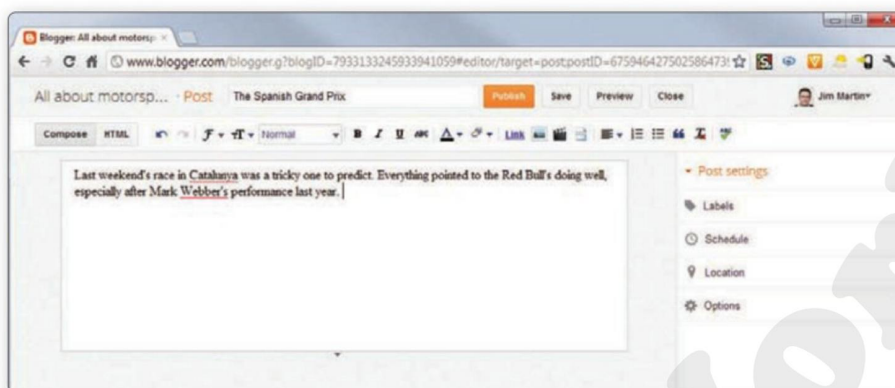 Blogger: All about motorsp
www.blogger.com/blogger.g?blogID=7933133245933941059#editor/target=post;postID=675946427502586473
All about motorsp... · Post The Spanish Grand Prix Publish Save Preview Close Jim Martin
Compose HTML Normal B I U ABC A Link
Last weekend's race in Catalunya was a tricky one to predict. Everything pointed to the Red Bull's doing well,
especially after Mark Webber's performance last year.
Post settings
Labels
Schedule
Location
Options